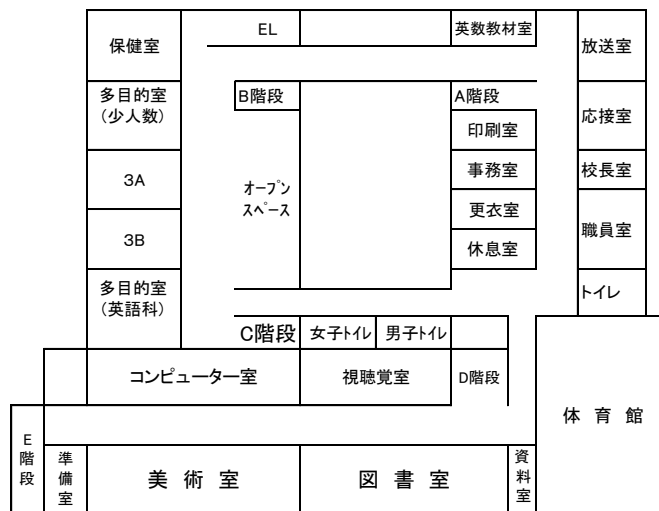 保健室
EL
英数教材室
放送室
多目的室
(少人数)
B階段
A階段
応接室
印刷室
3A
オープン
スペース
事務室
校長室
更衣室
3B
職員室
休息室
多目的室
(英語科)
トイレ
C階段
女子トイレ
男子トイレ
コンピューター室
視聴覚室
D階段
体育館
E
階
段
準
備
室
美術室
図書室
資
料
室